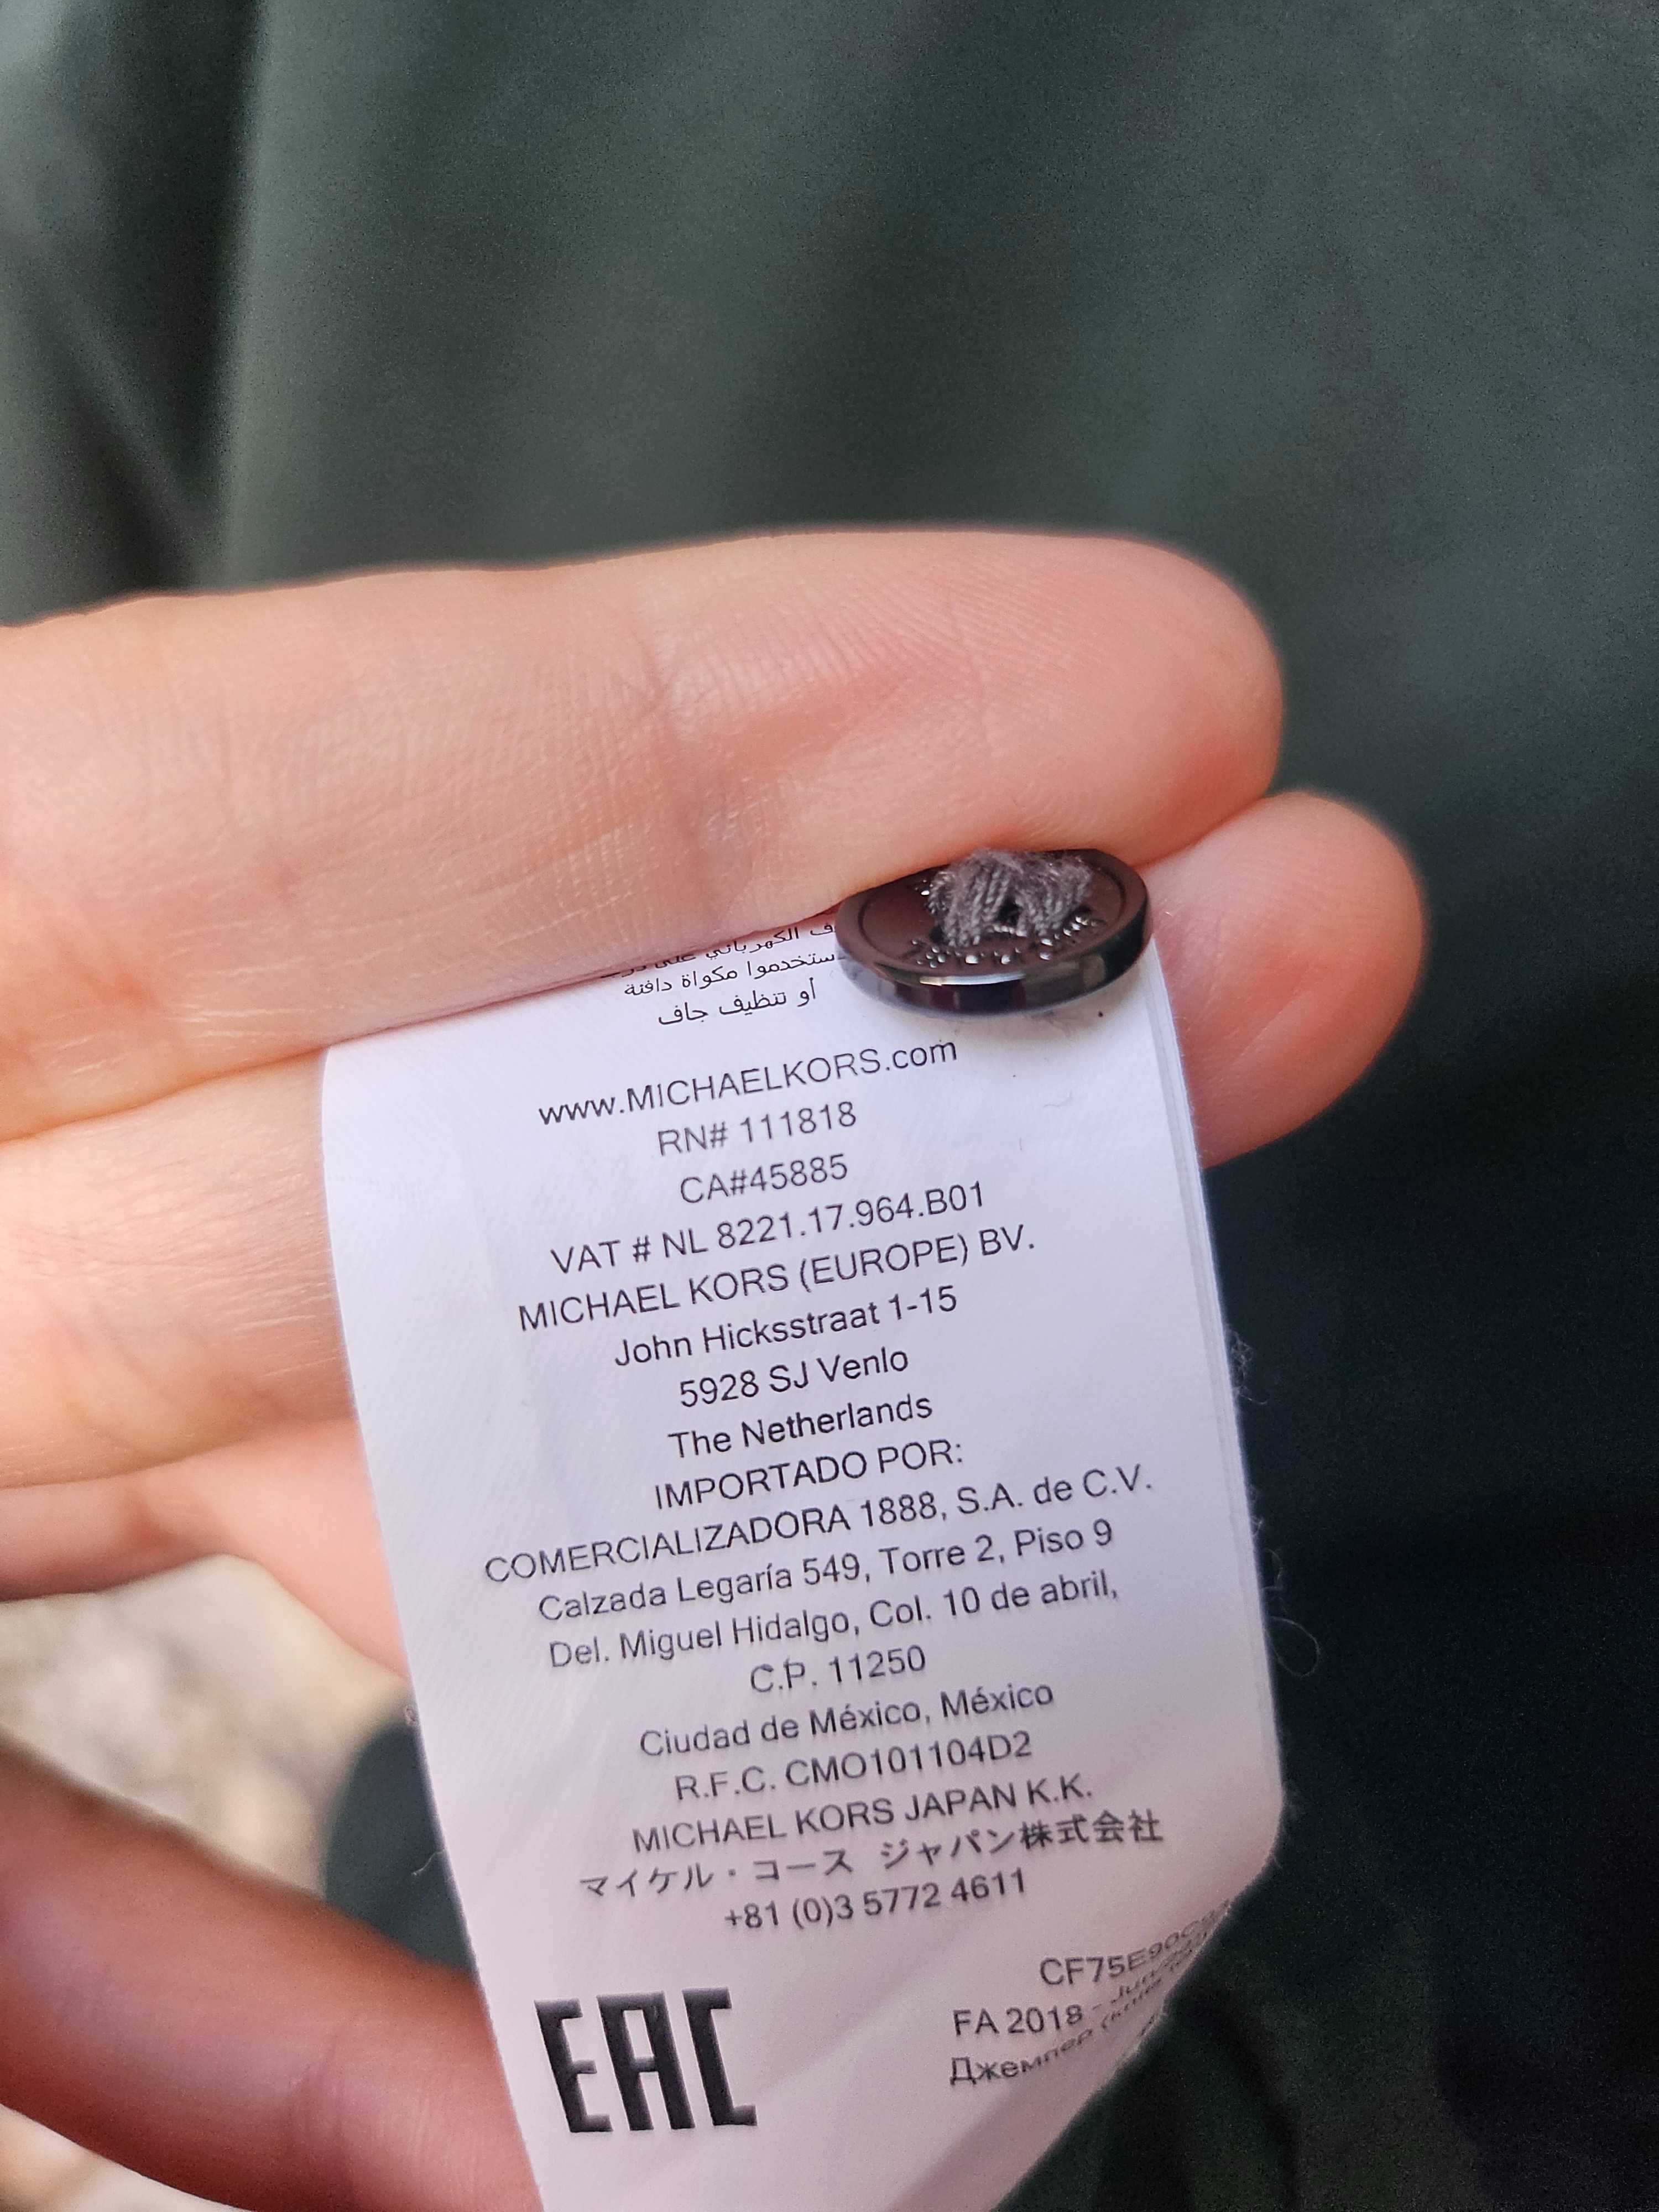 الكهربائي على
ستخدموا مكواة دافئة
أو تنظيف جاف
www.MICHAELKORS.com
RN# 111818
CA#45885
VAT # NL 8221.17.964.B01
MICHAEL KORS (EUROPE) BV.
John Hicksstraat 1-15
5928 SJ Venlo
The Netherlands
IMPORTADO POR:
COMERCIALIZADORA 1888, S.A. de C.V.
Calzada Legaría 549, Torre 2, Piso 9
Del. Miguel Hidalgo, Col. 10 de abril,
C.P. 11250
Ciudad de México, México
R.F.C. CMO101104D2
MICHAEL KORS JAPAN K.K.
マイケル・コース ジャパン株式会社
+81 (0)3 5772 4611
EAC
FA 2018 -
Джемпер